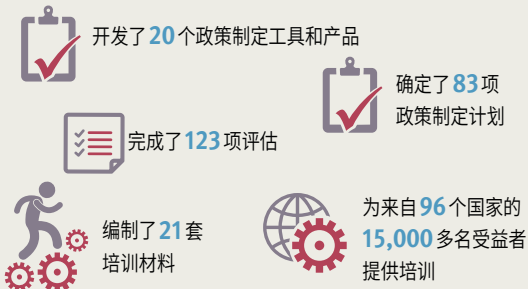 开发了20个政策制定工具和产品
确定了83项
政策制定计划
完成了123项评估
编制了21套
培训材料
为来自96个国家的
15,000多名受益者
提供培训